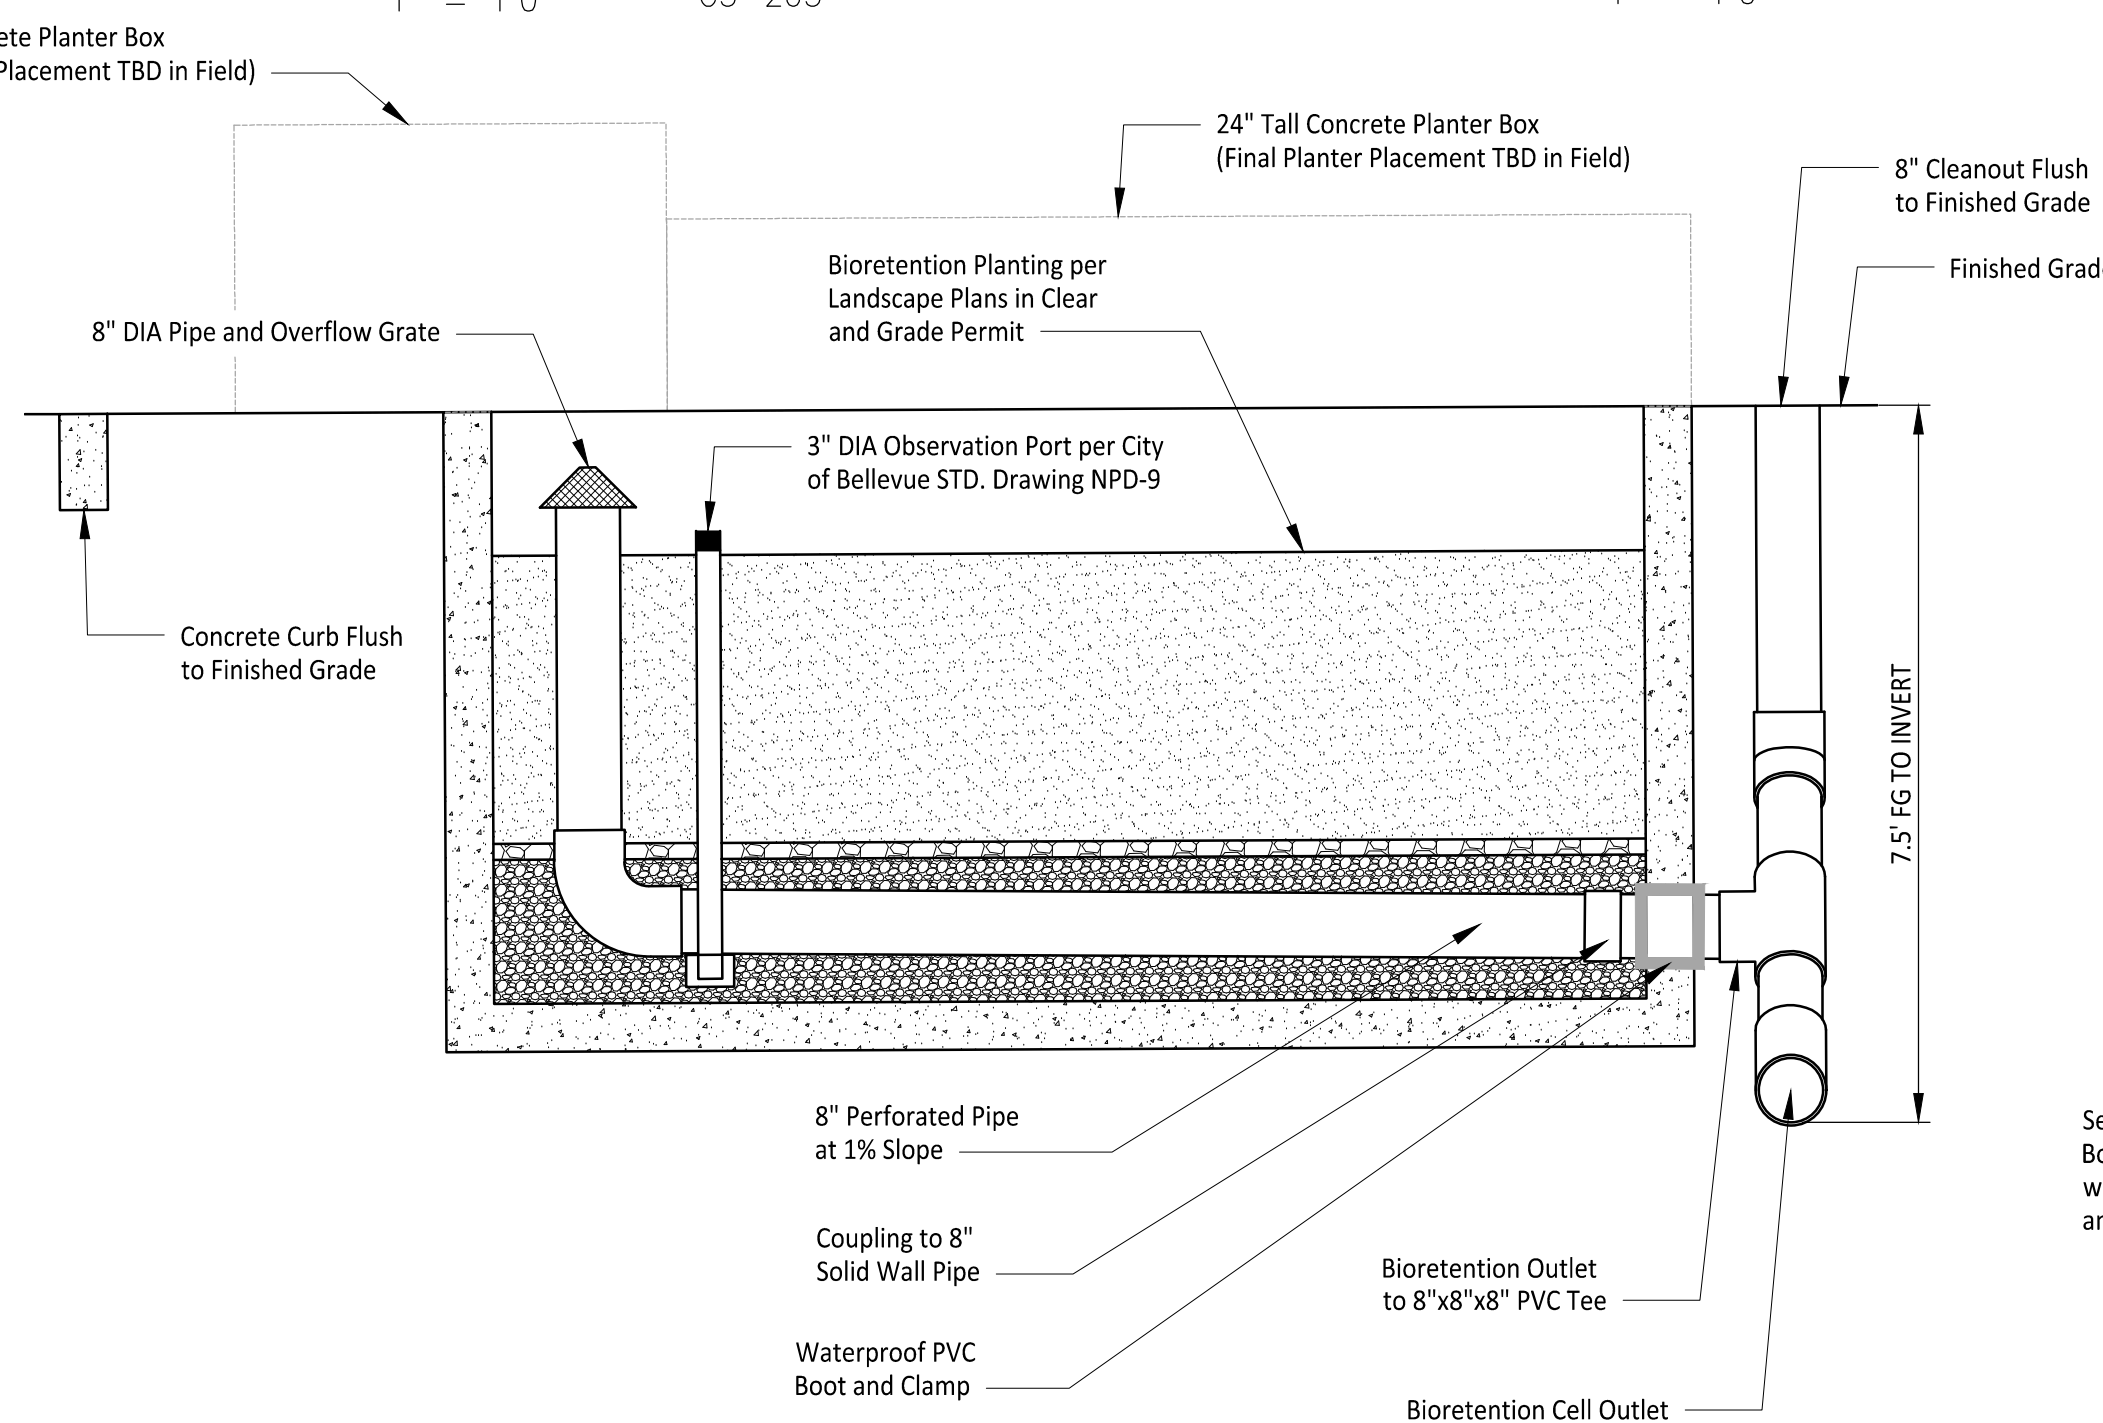 Planter Box
Placement TBD in Field)
24" Tall Concrete Planter Box
(Final Planter Placement TBD in Field)
8" Cleanout Flush
to Finished Grade
Bioretention Planting per
Landscape Plans in Clear
and Grade Permit
Finished
8" DIA Pipe and Overflow Grate
3" DIA Observation Port per City
of Bellevue STD. Drawing NPD-9
Concrete Curb Flush
to Finished Grade
7.5' FG TO INVERT
8" Perforated Pipe
at 1% Slope
Coupling to 8"
Solid Wall Pipe
Bioretention Outlet
to 8"x8"x8" PVC Tee
Waterproof PVC
Boot and Clamp
Bioretention Cell Outlet